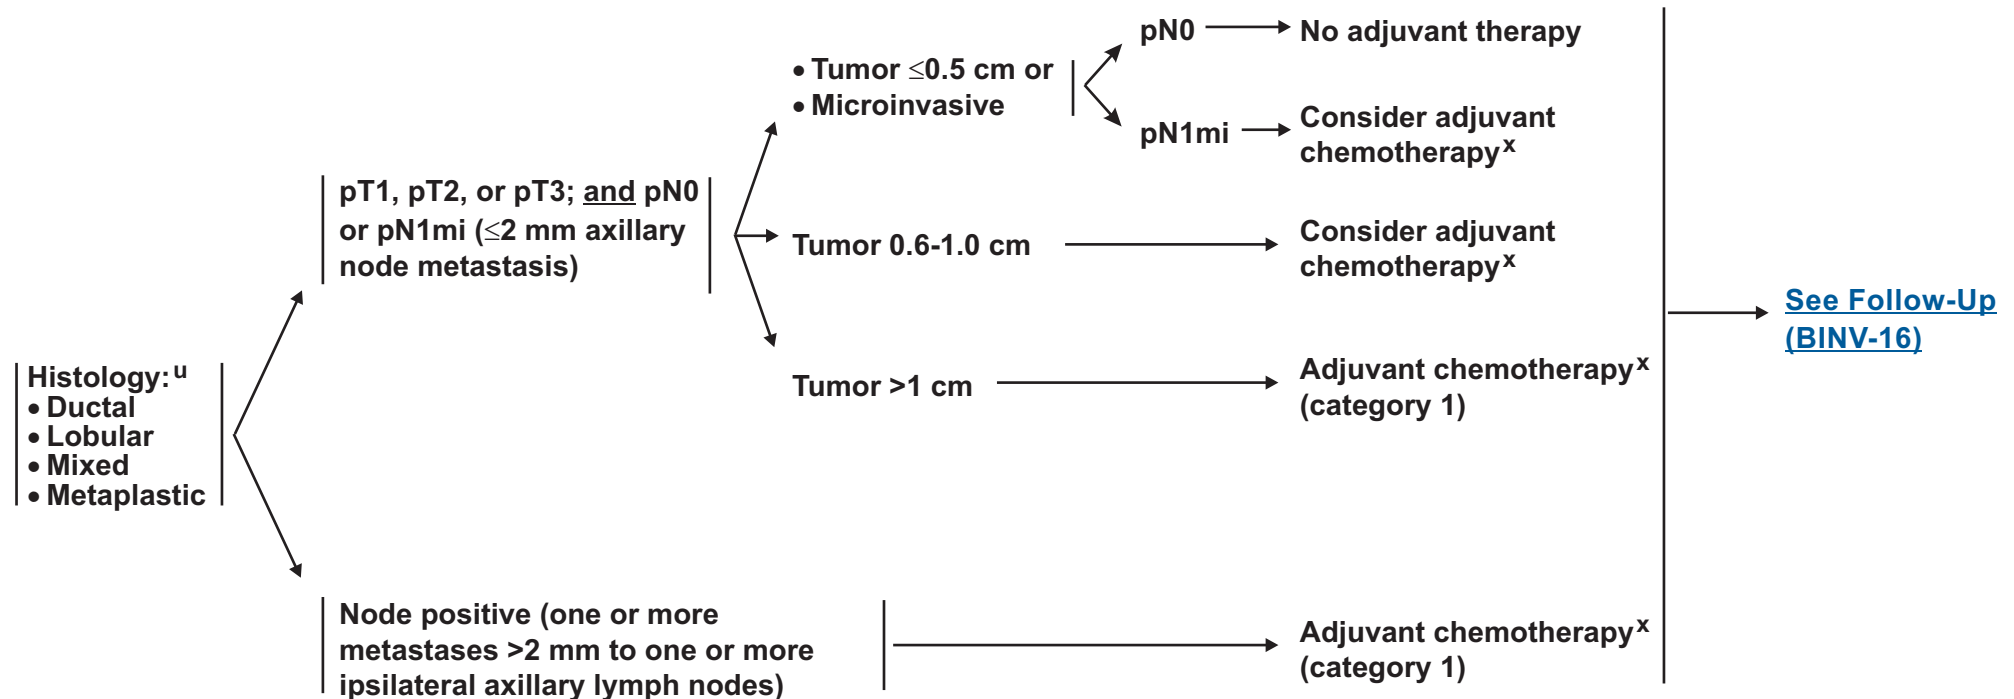 Histology:u
• Ductal
• Lobular
• Mixed
• Metaplastic
pT1, pT2, or pT3; and pN0
or pN1mi (≤2 mm axillary
node metastasis)
• Tumor ≤0.5 cm or
• Microinvasive
pN0
No adjuvant therapy
pN1mi
Consider adjuvant
chemotherapyx
Tumor 0.6-1.0 cm
Consider adjuvant
chemotherapyx
Tumor >1 cm
Adjuvant chemotherapyx
(category 1)
Node positive (one or more
metastases >2 mm to one or more
ipsilateral axillary lymph nodes)
Adjuvant chemotherapyx
(category 1)
See Follow-Up
(BINV-16)